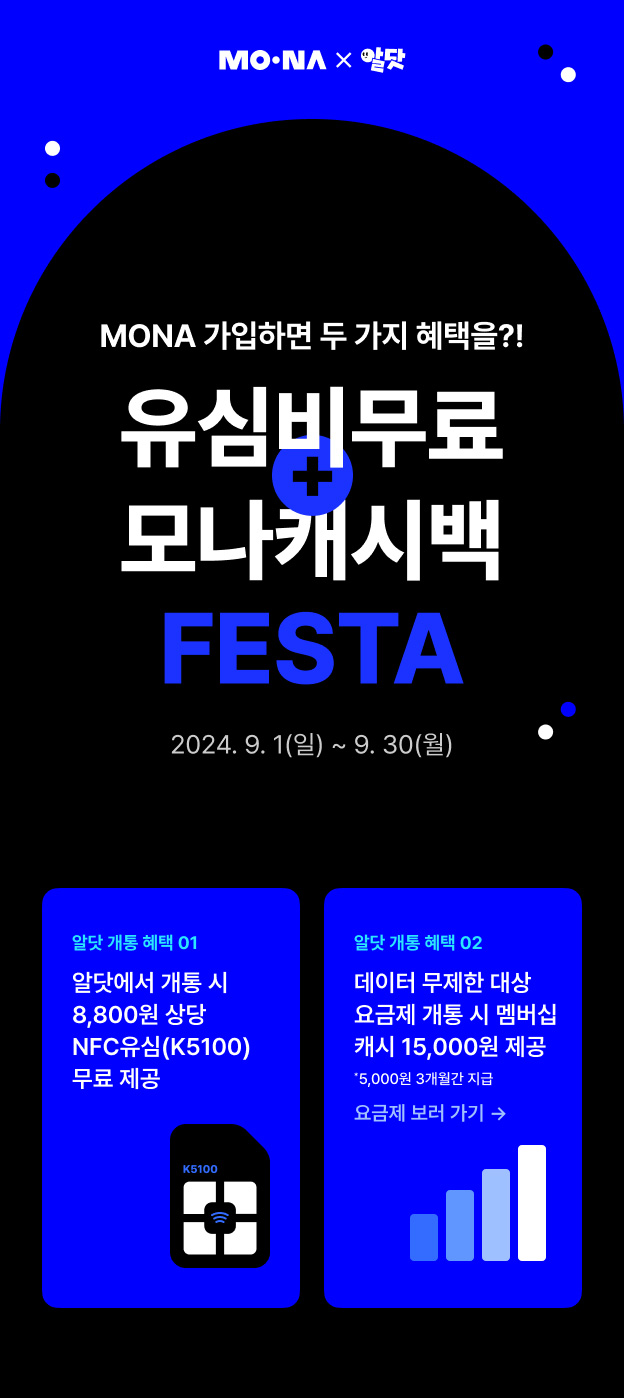 MO·NA × 알닷
MONA 가입하면 두 가지 혜택을?!
유심비무료
+
모나캐시백
FESTA
2024. 9. 1(일) ~ 9. 30(월)
알닷 개통 혜택 01
알닷에서 개통 시
8,800원 상당
NFC유심(K5100)
무료 제공
K5100
알닷 개통 혜택 02
데이터 무제한 대상
요금제 개통 시 멤버십
캐시 15,000원 제공
*5,000원 3개월간 지급
요금제 보러 가기 →